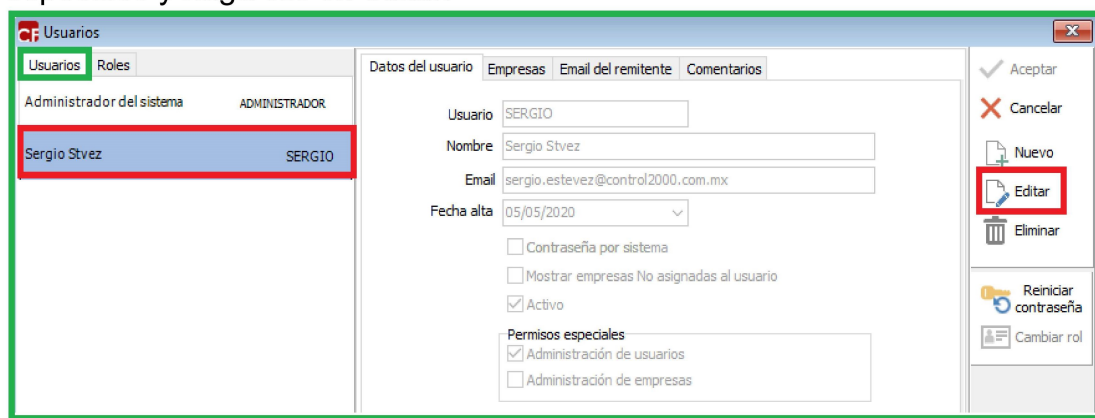 Usuarios
Usuarios Roles
Administrador del sistema ADMINISTRADOR
Sergio Stvez SERGIO
Datos del usuario Empresas Email del remitente Comentarios
Usuario SERGIO
Nombre Sergio Stvez
Email sergio.estevez@control2000.com.mx
Fecha alta 05/05/2020
Contraseña por sistema
Mostrar empresas No asignadas al usuario
Activo
Permisos especiales
Administración de usuarios
Administración de empresas
Aceptar
Cancelar
Nuevo
Editar
Eliminar
Reiniciar
contraseña
Cambiar rol